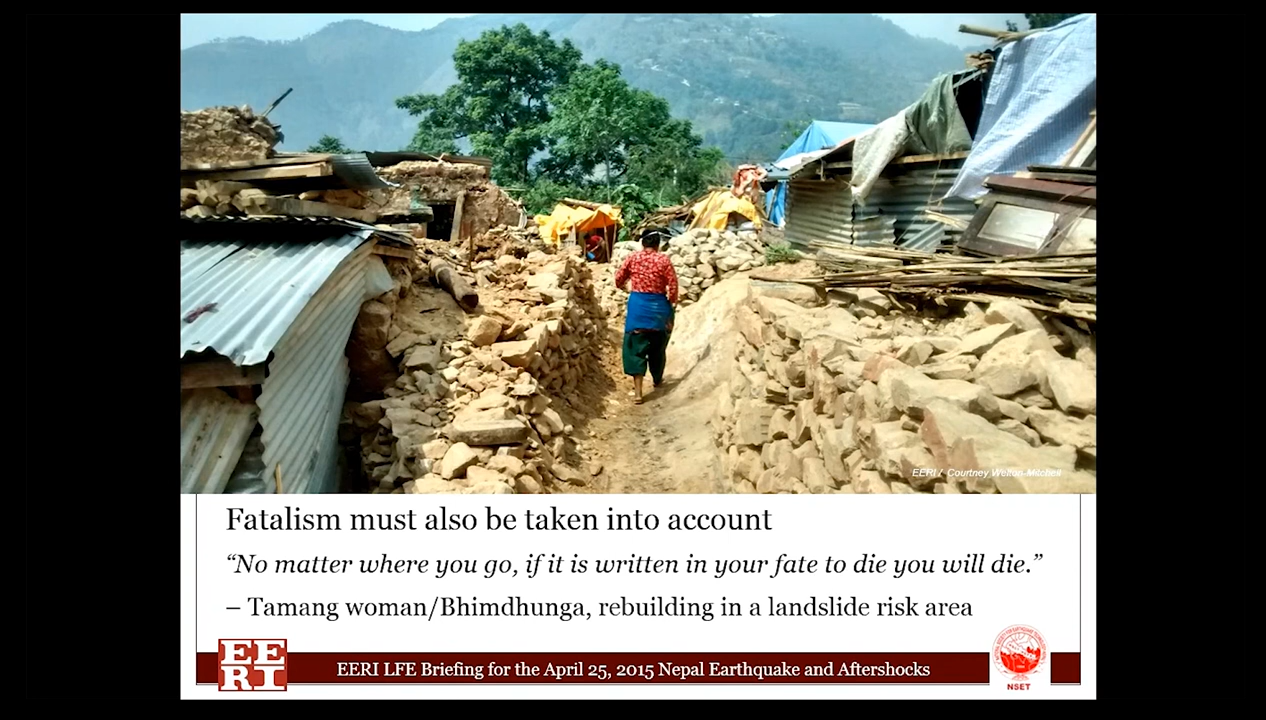 EERI / Courtney Welton-Mitchell
Fatalism must also be taken into account
“No matter where you go, if it is written in your fate to die you will die.”
– Tamang woman/Bhimdhunga, rebuilding in a landslide risk area
EE
RI
EERI LFE Briefing for the April 25, 2015 Nepal Earthquake and Aftershocks
NSET